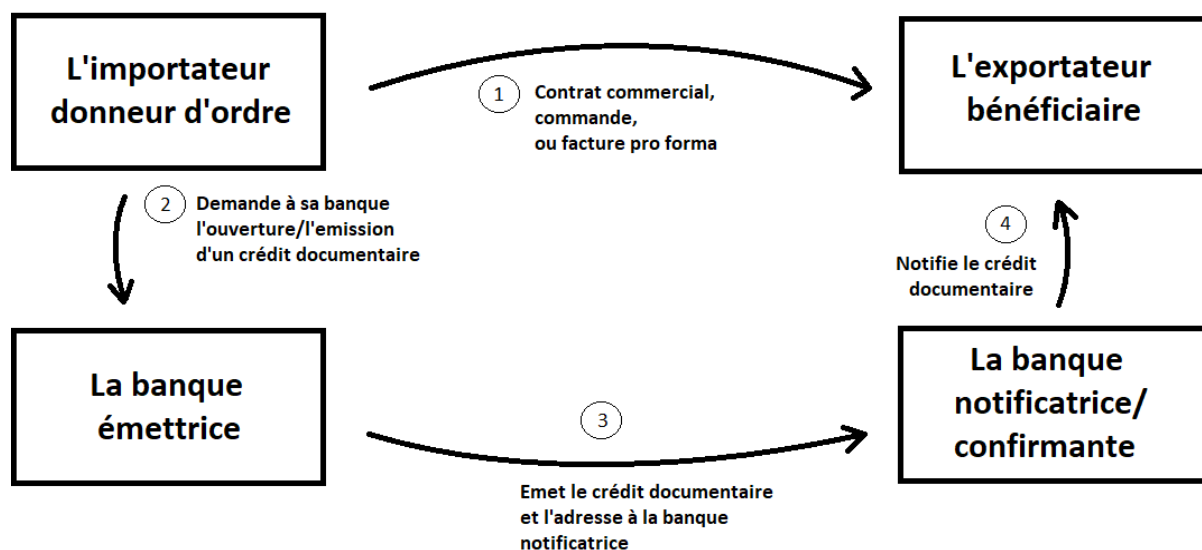 L'importateur
donneur d'ordre
1
Contrat commercial,
commande,
ou facture pro forma
L'exportateur
bénéficiaire
2
Demande à sa banque
l'ouverture/l'emission
d'un crédit documentaire
4
Notifie le crédit
documentaire
La banque
émettrice
3
Emet le crédit documentaire
et l'adresse à la banque
notificatrice
La banque
notificatrice/
confirmante